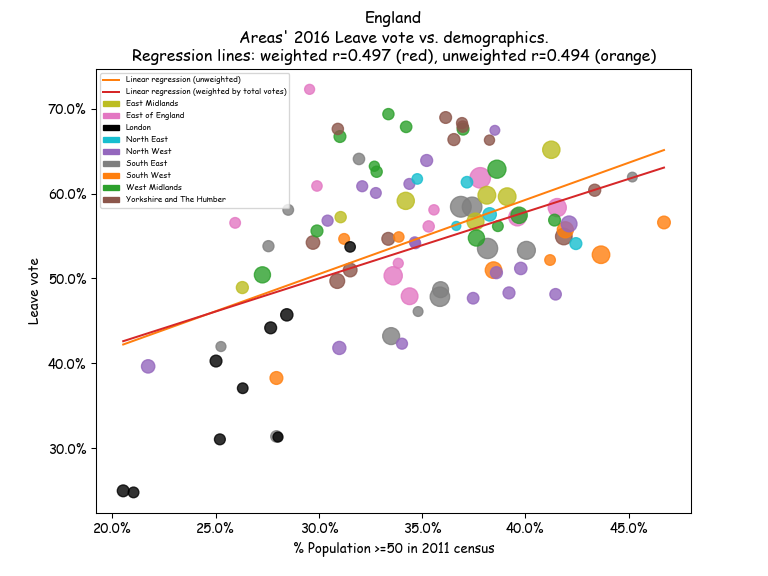 England
Areas' 2016 Leave vote vs. demographics.
Regression lines: weighted r=0.497 (red), unweighted r=0.494 (orange)
Linear regression (unweighted)
Linear regression (weighted by total votes)
East Midlands
East of England
London
North East
North West
South East
South West
West Midlands
Yorkshire and The Humber
70.0%
60.0%
50.0%
40.0%
30.0%
Leave vote
20.0% 25.0% 30.0% 35.0% 40.0% 45.0%
% Population >=50 in 2011 census